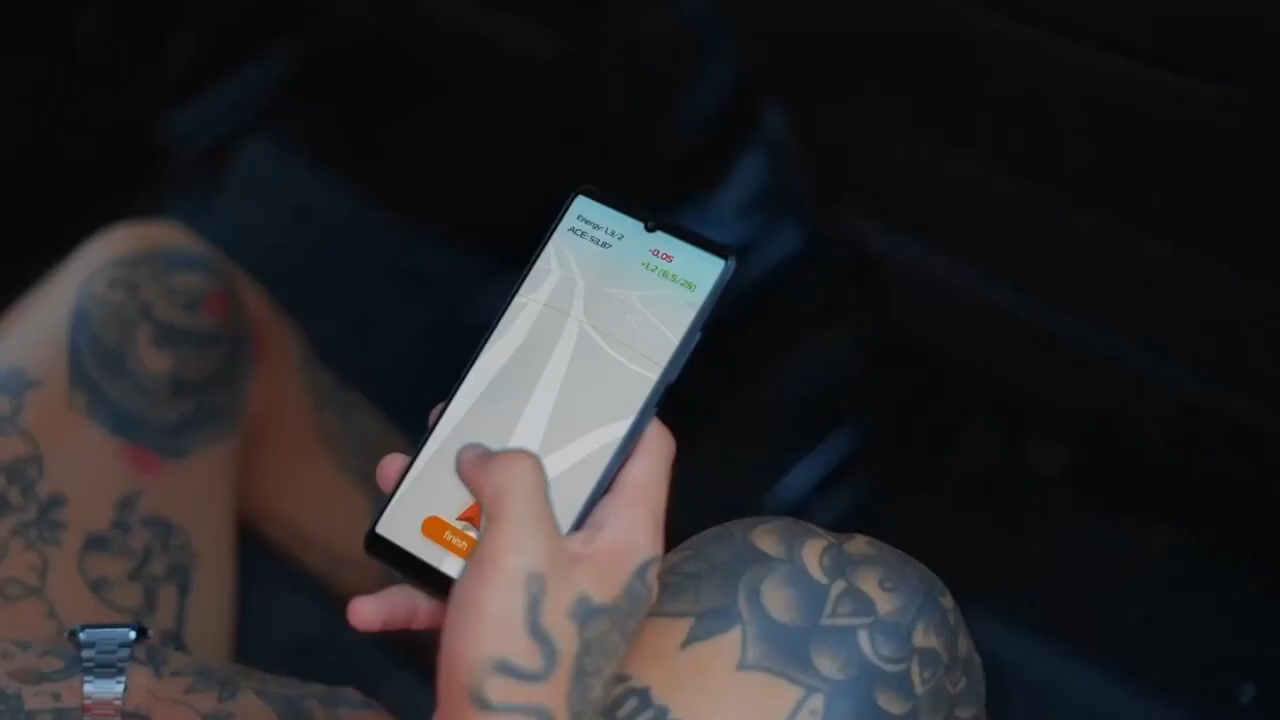 Energy: 1,3/2
ACE: 53,87
-0,05
+1,2 (6,5/25)
finish